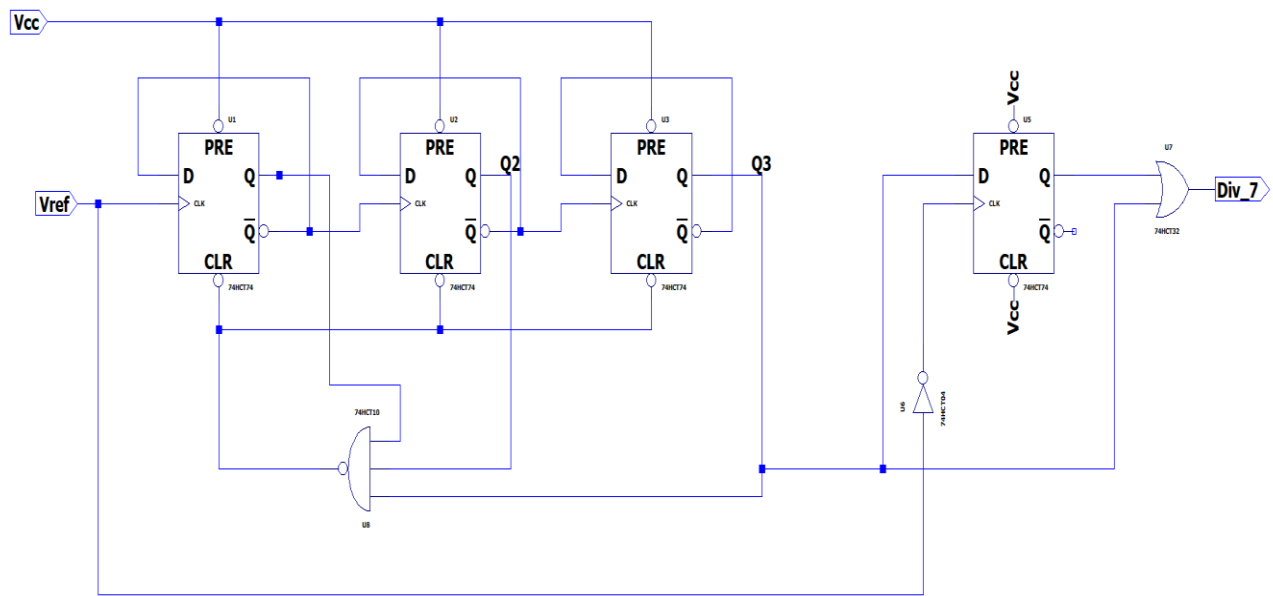 Vcc
U1
U2
U3
Vcc
U5
U7
PRE
PRE
PRE
PRE
D
Q
D
Q
Q2
D
Q
Q3
D
Q
Vref
CLK
CLK
CLK
CLK
Div_7
Q
Q
Q
Q
74HCT32
CLR
CLR
CLR
CLR
74HCT74
74HCT74
74HCT74
74HCT74
Vcc
U6
74HCT04
74HCT10
U8